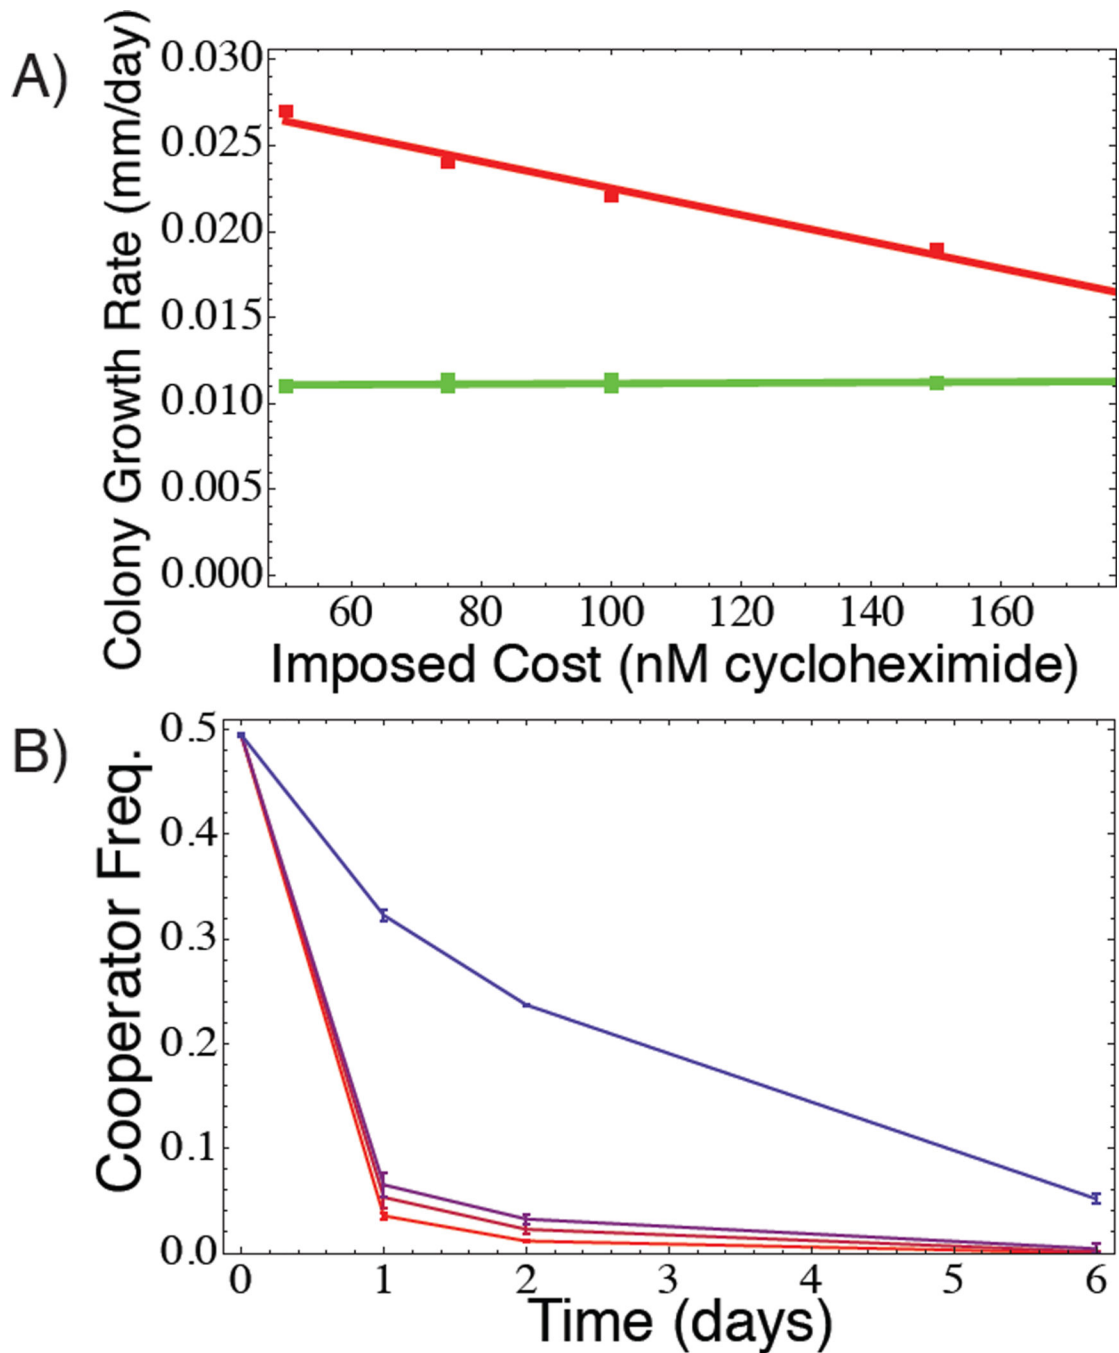 A)
Colony Growth Rate (mm/day)
0.030
0.025
0.020
0.015
0.010
0.005
0.000
60 80 100 120 140 160
Imposed Cost (nM cycloheximide)
B)
Cooperator Freq.
0.5
0.4
0.3
0.2
0.1
0.0
0 1 2 3 4 5 6
Time (days)